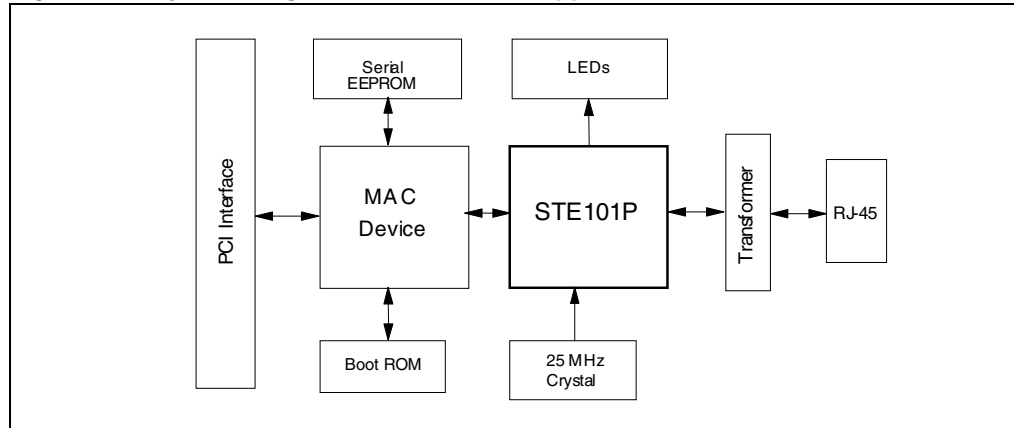 Serial
EEPROM
LEDs
PCI Interface
MAC
Device
STE101P
Transformer
RJ-45
Boot ROM
25 MHz
Crystal